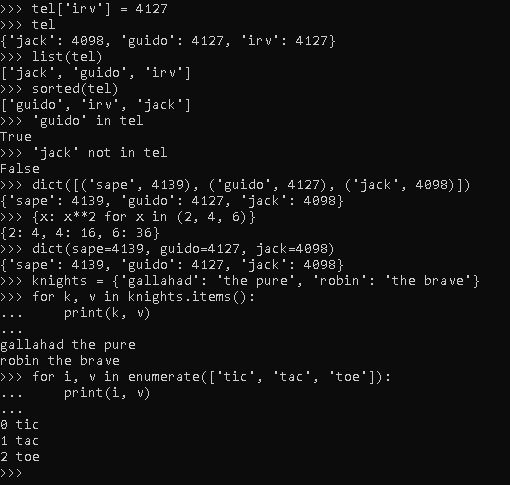 >>> tel['irv'] = 4127
>>> tel
{'jack': 4098, 'guido': 4127, 'irv': 4127}
>>> list(tel)
['jack', 'guido', 'irv']
>>> sorted(tel)
['guido', 'irv', 'jack']
>>> 'guido' in tel
True
>>> 'jack' not in tel
False
>>> dict([('sape', 4139), ('guido', 4127), ('jack', 4098)])
{'sape': 4139, 'guido': 4127, 'jack': 4098}
>>> {x: x**2 for x in (2, 4, 6)}
{2: 4, 4: 16, 6: 36}
>>> dict(sape=4139, guido=4127, jack=4098)
{'sape': 4139, 'guido': 4127, 'jack': 4098}
>>> knights = {'gallahad': 'the pure', 'robin': 'the brave'}
>>> for k, v in knights.items():
...     print(k, v)
...
gallahad the pure
robin the brave
>>> for i, v in enumerate(['tic', 'tac', 'toe']):
...     print(i, v)
...
0 tic
1 tac
2 toe
>>>